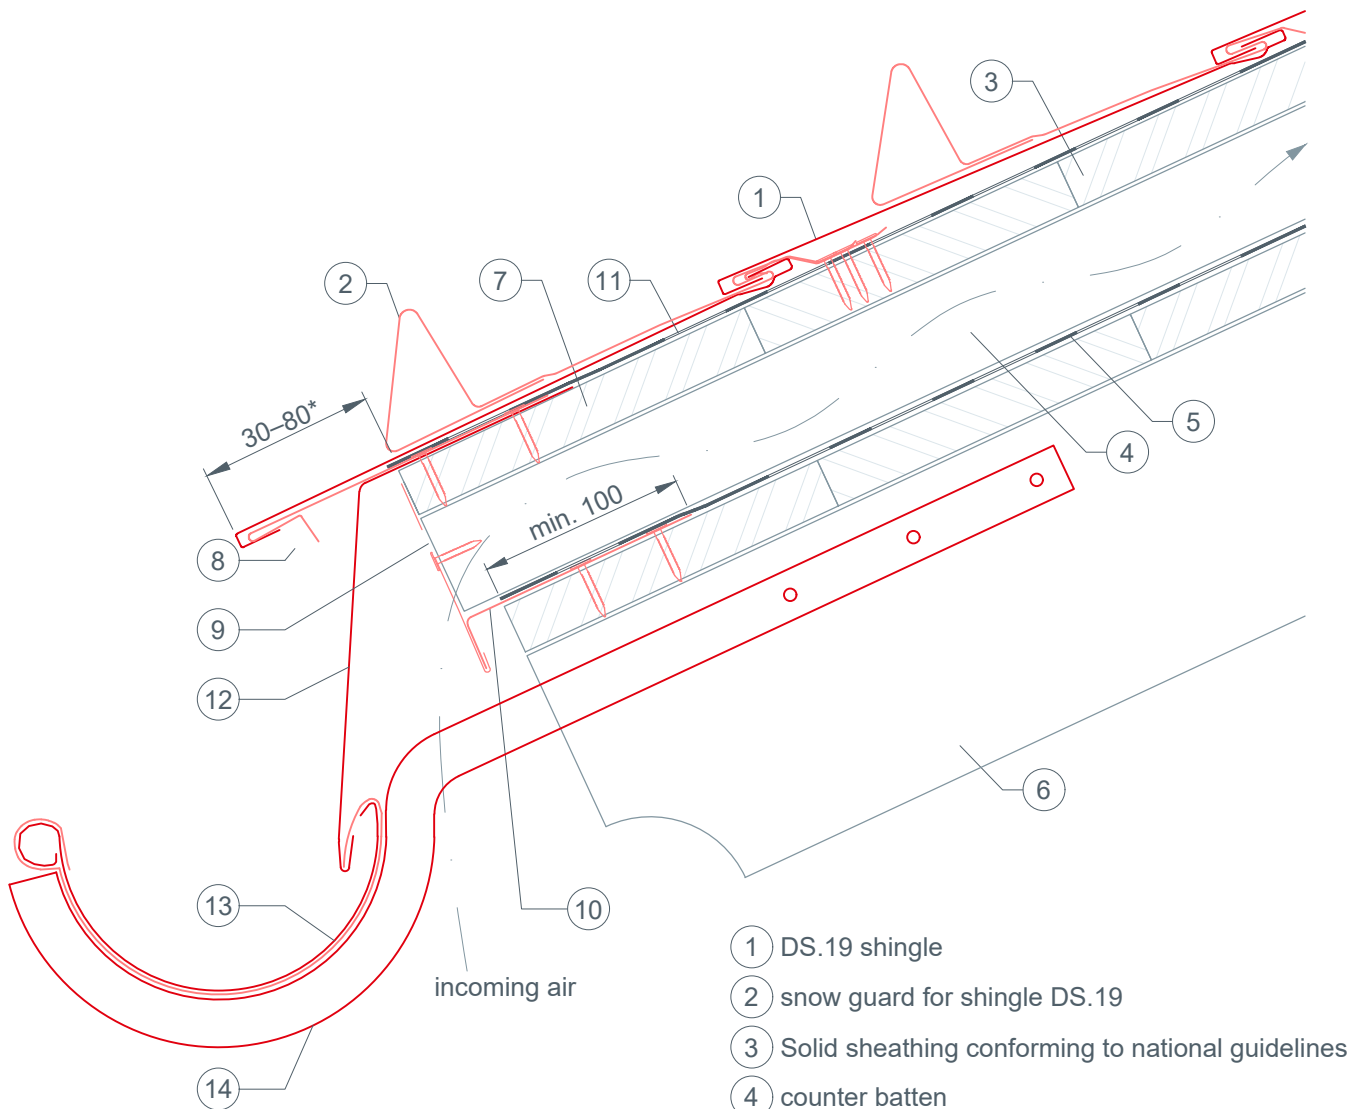 3
1
2
7
11
30–80*
5
4
min. 100
8
9
12
6
13
10
1 DS.19 shingle
incoming air
2 snow guard for shingle DS.19
3 Solid sheathing conforming to national guidelines
14
4 counter batten